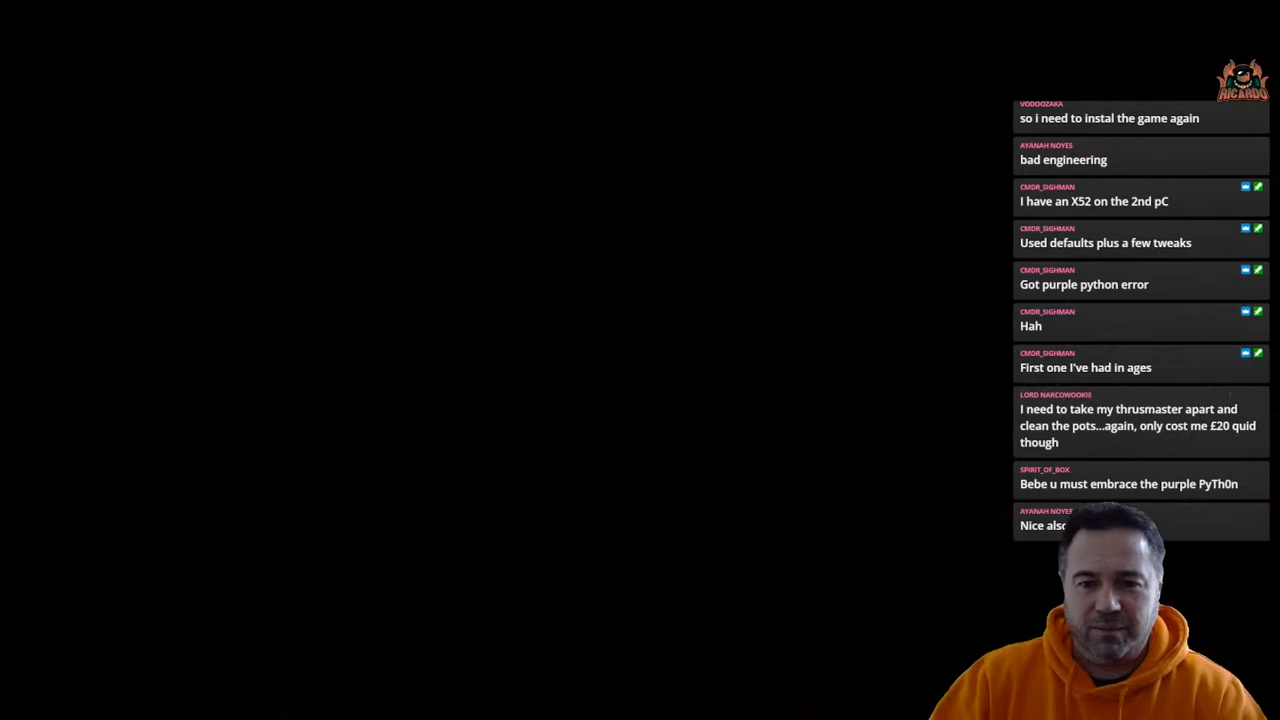 RICARDO
VODOOZAKA
so i need to instal the game again
AYANAH NOYES
bad engineering
CMDR_SIGHMAN
I have an X52 on the 2nd pC
CMDR_SIGHMAN
Used defaults plus a few tweaks
CMDR_SIGHMAN
Got purple python error
CMDR_SIGHMAN
Hah
CMDR_SIGHMAN
First one I've had in ages
LORD NARCOWOOKIE
I need to take my thrusmaster apart and
clean the pots...again, only cost me £20 quid
though
SPIRIT_OF_BOX
Bebe u must embrace the purple PyTh0n
AYANAH NOYES
Nice also